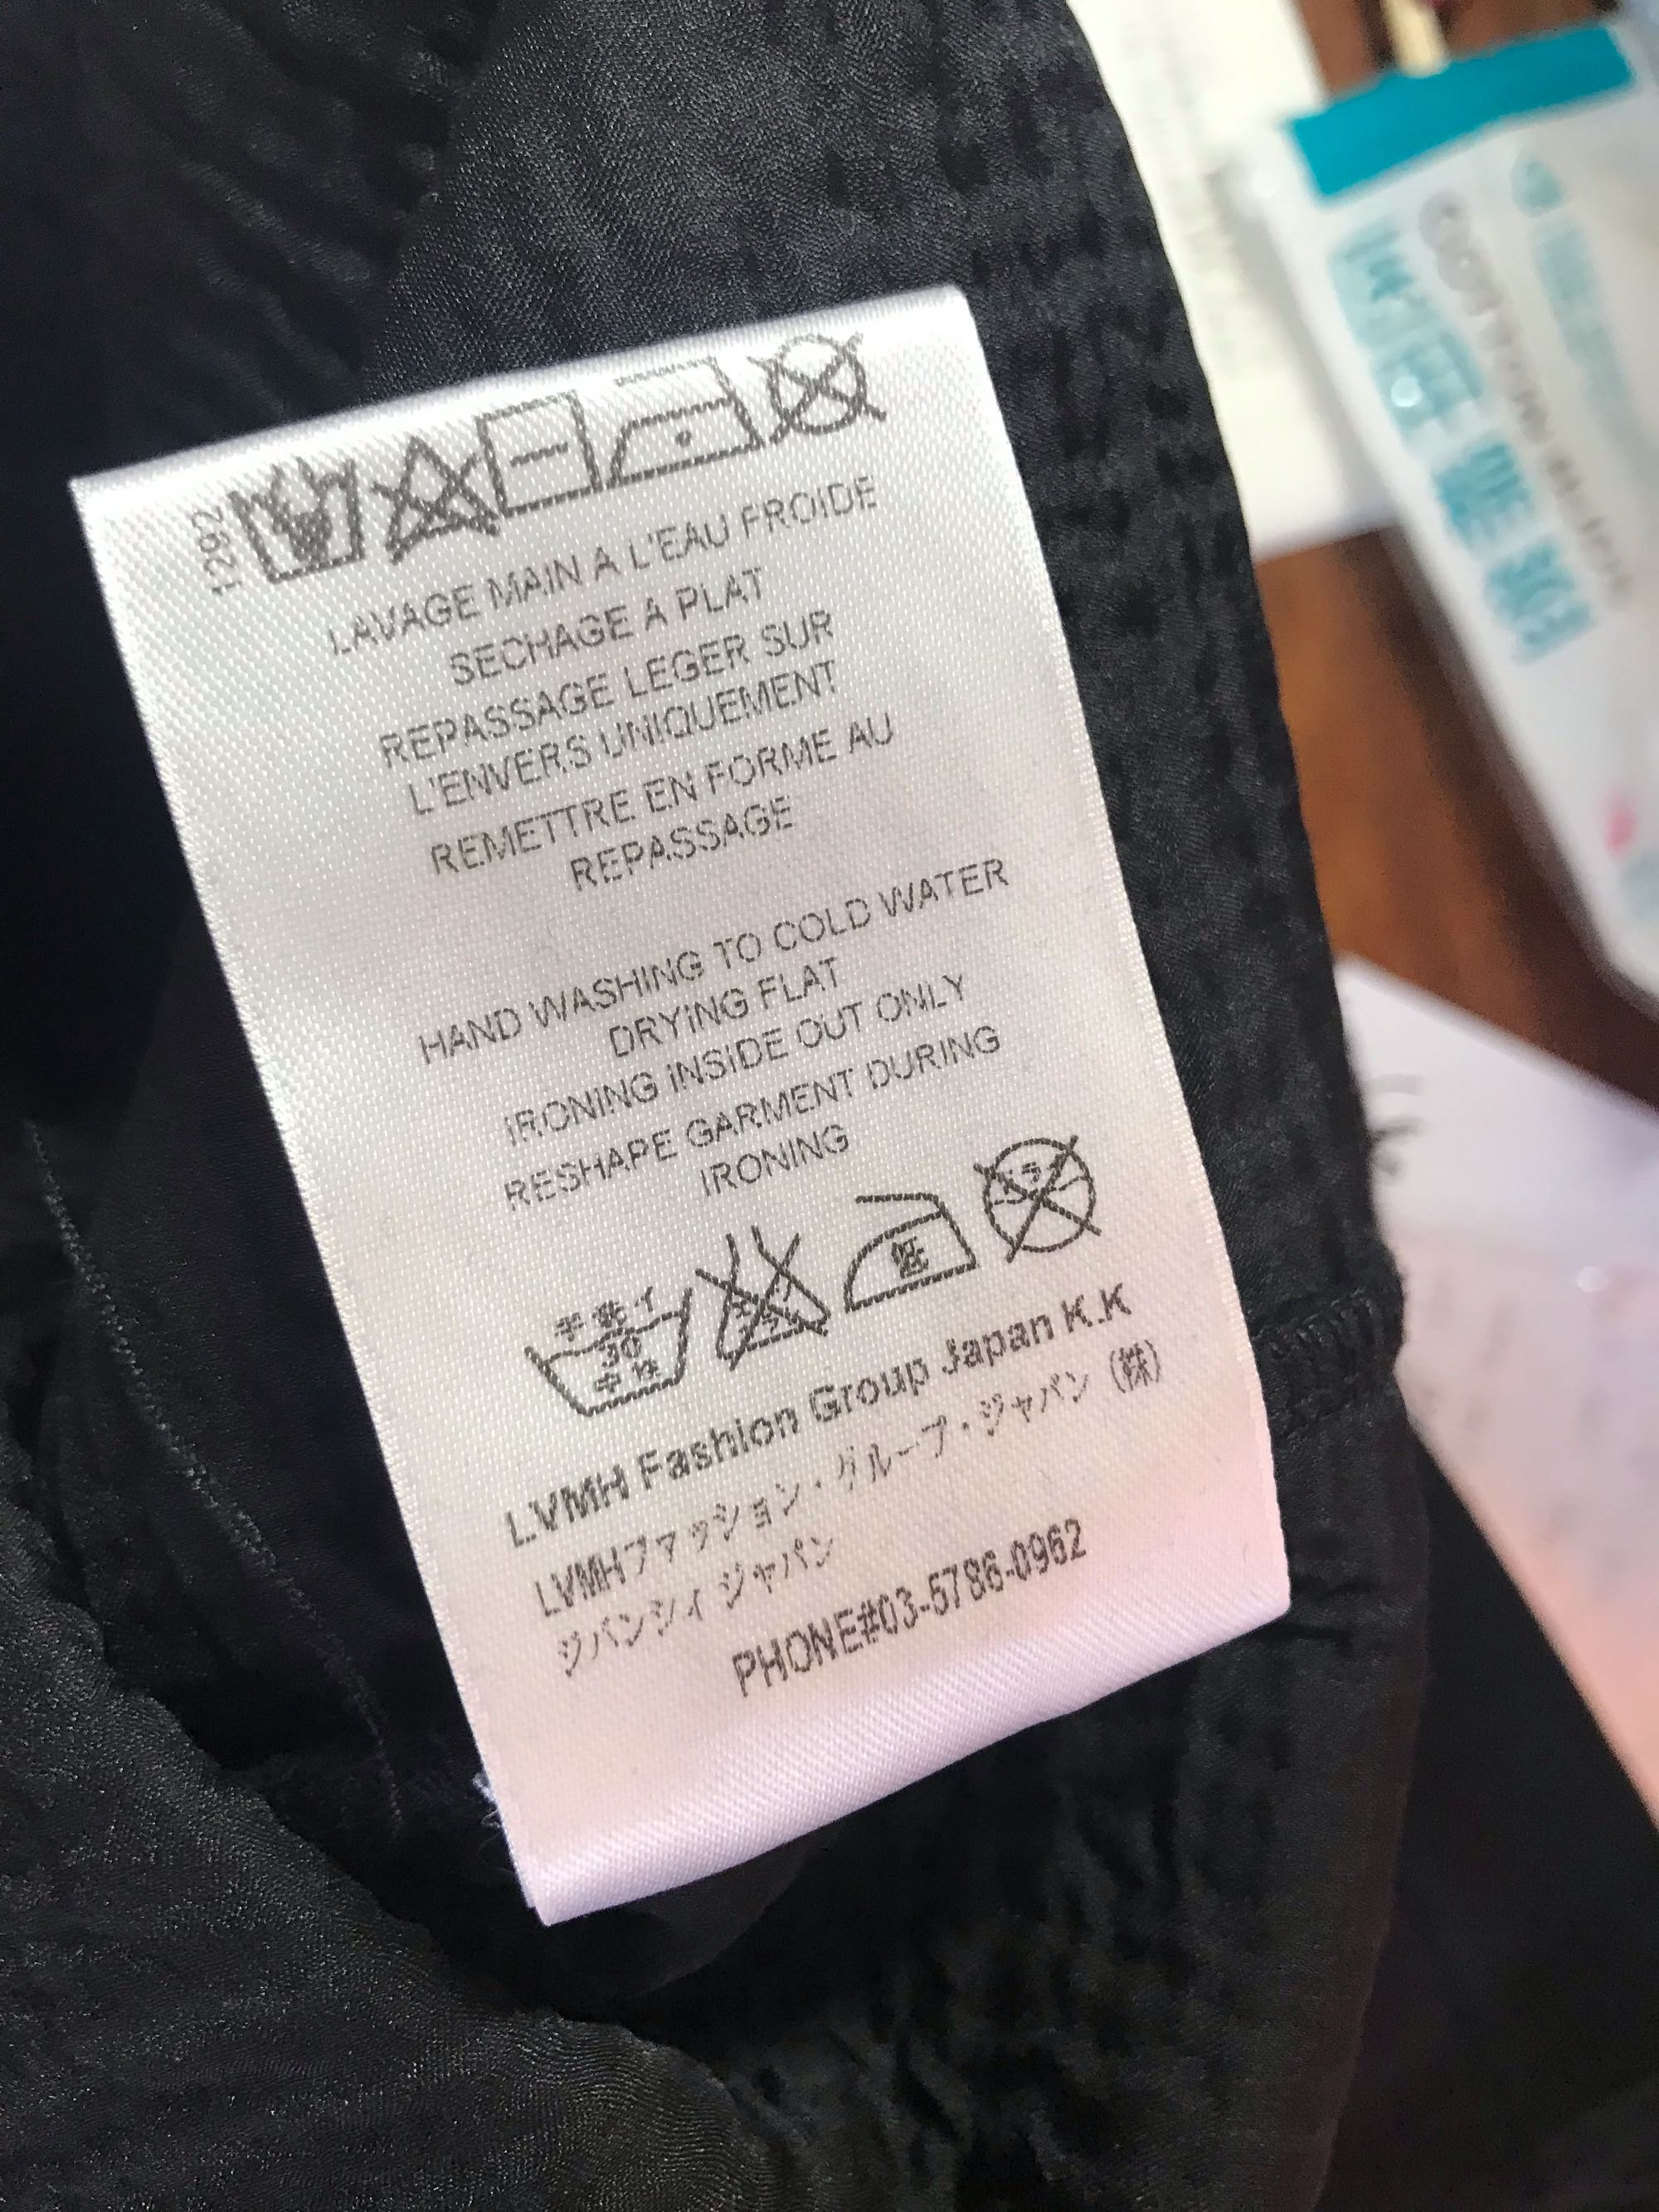 1292
LAVAGE MAIN A L'EAU FROIDE
SECHAGE A PLAT
REPASSAGE LEGER SUR
L'ENVERS UNIQUEMENT
REMETTRE EN FORME AU
REPASSAGE
HAND WASHING TO COLD WATER
DRYING FLAT
IRONING INSIDE OUT ONLY
RESHAPE GARMENT DURING
IRONING
手洗イ
30
中性
低
LVMH Fashion Group Japan K.K
LVMHファッション・グループ・ジャパン (株)
ジバンシィ ジャパン
PHONE#03-5786-0962